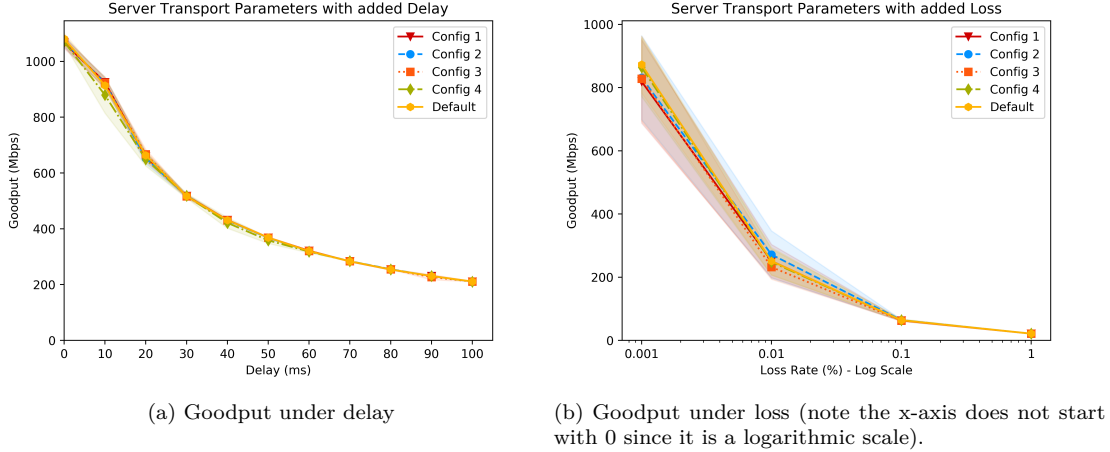 Server Transport Parameters with added Delay
Goodput (Mbps)
1000
800
600
400
200
0
0 10 20 30 40 50 60 70 80 90 100
Delay (ms)
Config 1
Config 2
Config 3
Config 4
Default
(a) Goodput under delay
Server Transport Parameters with added Loss
Goodput (Mbps)
1000
800
600
400
200
0
0.001 0.01 0.1 1
Loss Rate (%) - Log Scale
Config 1
Config 2
Config 3
Config 4
Default
(b) Goodput under loss (note the x-axis does not start
with 0 since it is a logarithmic scale).